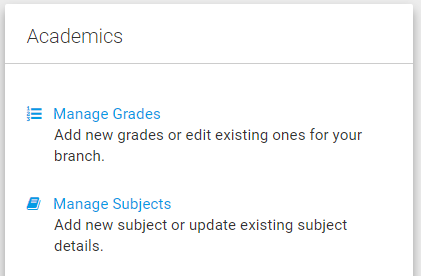 Academics
Manage Grades
Add new grades or edit existing ones for your
branch.
Manage Subjects
Add new subject or update existing subject
details.